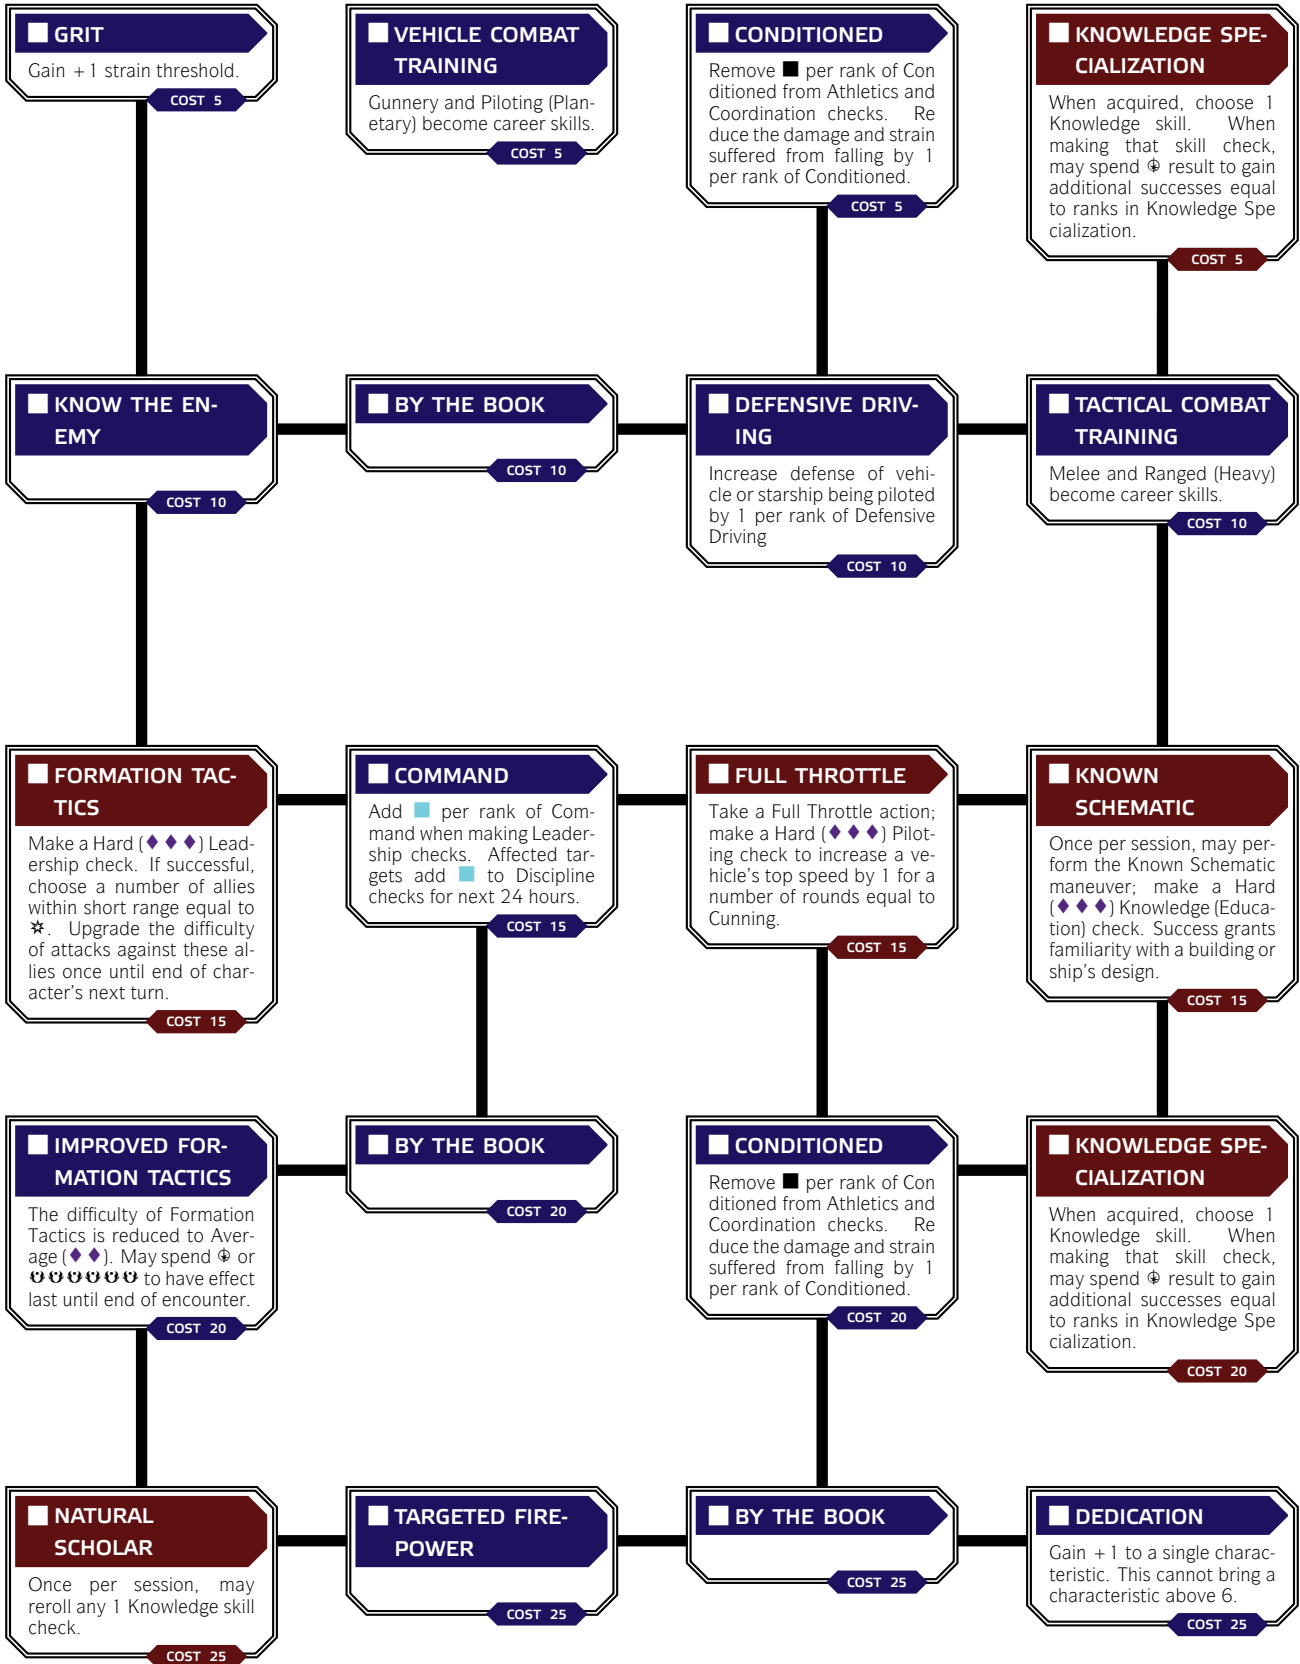 GRIT
Gain +1 strain threshold.
COST 5
VEHICLE COMBAT
TRAINING
Gunnery and Piloting (Plan-
etary) become career skills.
COST 5
CONDITIONED
Remove ■ per rank of Con
ditioned from Athletics and
Coordination checks. Re
duce the damage and strain
suffered from falling by 1
per rank of Conditioned.
COST 5
KNOWLEDGE SPE-
CIALIZATION
When acquired, choose 1
Knowledge skill. When
making that skill check,
may spend result to gain
additional successes equal
to ranks in Knowledge Spe
cialization.
COST 5
KNOW THE EN-
EMY
COST 10
BY THE BOOK
COST 10
DEFENSIVE DRIV-
ING
Increase defense of vehi-
cle or starship being piloted
by 1 per rank of Defensive
Driving
COST 10
TACTICAL COMBAT
TRAINING
Melee and Ranged (Heavy)
become career skills.
COST 10
FORMATION TAC-
TICS
Make a Hard (♦ ♦ ♦) Lead-
ership check. If successful,
choose a number of allies
within short range equal to
. Upgrade the difficulty
of attacks against these al-
lies once until end of char-
acter's next turn.
COST 15
COMMAND
Add ■ per rank of Com-
mand when making Leader-
ship checks. Affected tar-
gets add ■ to Discipline
checks for next 24 hours.
COST 15
FULL THROTTLE
Take a Full Throttle action;
make a Hard (♦ ♦ ♦) Pilot-
ing check to increase a ve-
hicle's top speed by 1 for a
number of rounds equal to
Cunning.
COST 15
KNOWN
SCHEMATIC
Once per session, may per-
form the Known Schematic
maneuver; make a Hard
(♦ ♦ ♦) Knowledge (Educa-
tion) check. Success grants
familiarity with a building or
ship's design.
COST 15
IMPROVED FOR-
MATION TACTICS
The difficulty of Formation
Tactics is reduced to Aver-
age (♦ ♦). May spend or
to have effect
last until end of encounter.
COST 20
BY THE BOOK
COST 20
CONDITIONED
Remove ■ per rank of Con
ditioned from Athletics and
Coordination checks. Re
duce the damage and strain
suffered from falling by 1
per rank of Conditioned.
COST 20
KNOWLEDGE SPE-
CIALIZATION
When acquired, choose 1
Knowledge skill. When
making that skill check,
may spend result to gain
additional successes equal
to ranks in Knowledge Spe
cialization.
COST 20
NATURAL
SCHOLAR
Once per session, may
reroll any 1 Knowledge skill
check.
COST 25
TARGETED FIRE-
POWER
COST 25
BY THE BOOK
COST 25
DEDICATION
Gain +1 to a single charac-
teristic. This cannot bring a
characteristic above 6.
COST 25